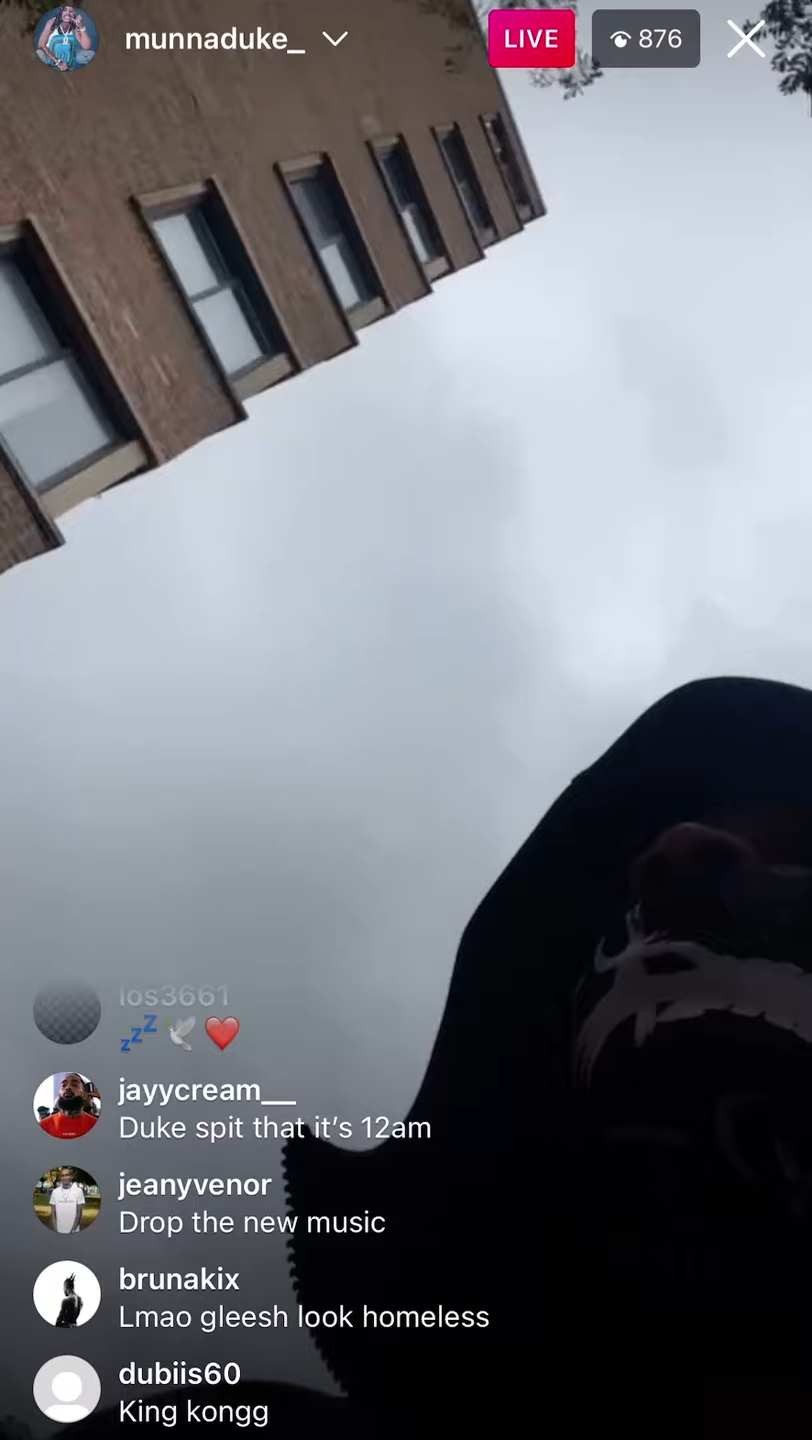 munnaduke_
LIVE
876
los3661
💤 🕊️ ❤️
jayycream__
Duke spit that it’s 12am
jeanyvenor
Drop the new music
brunakix
Lmao gleesh look homeless
dubiis60
King kongg